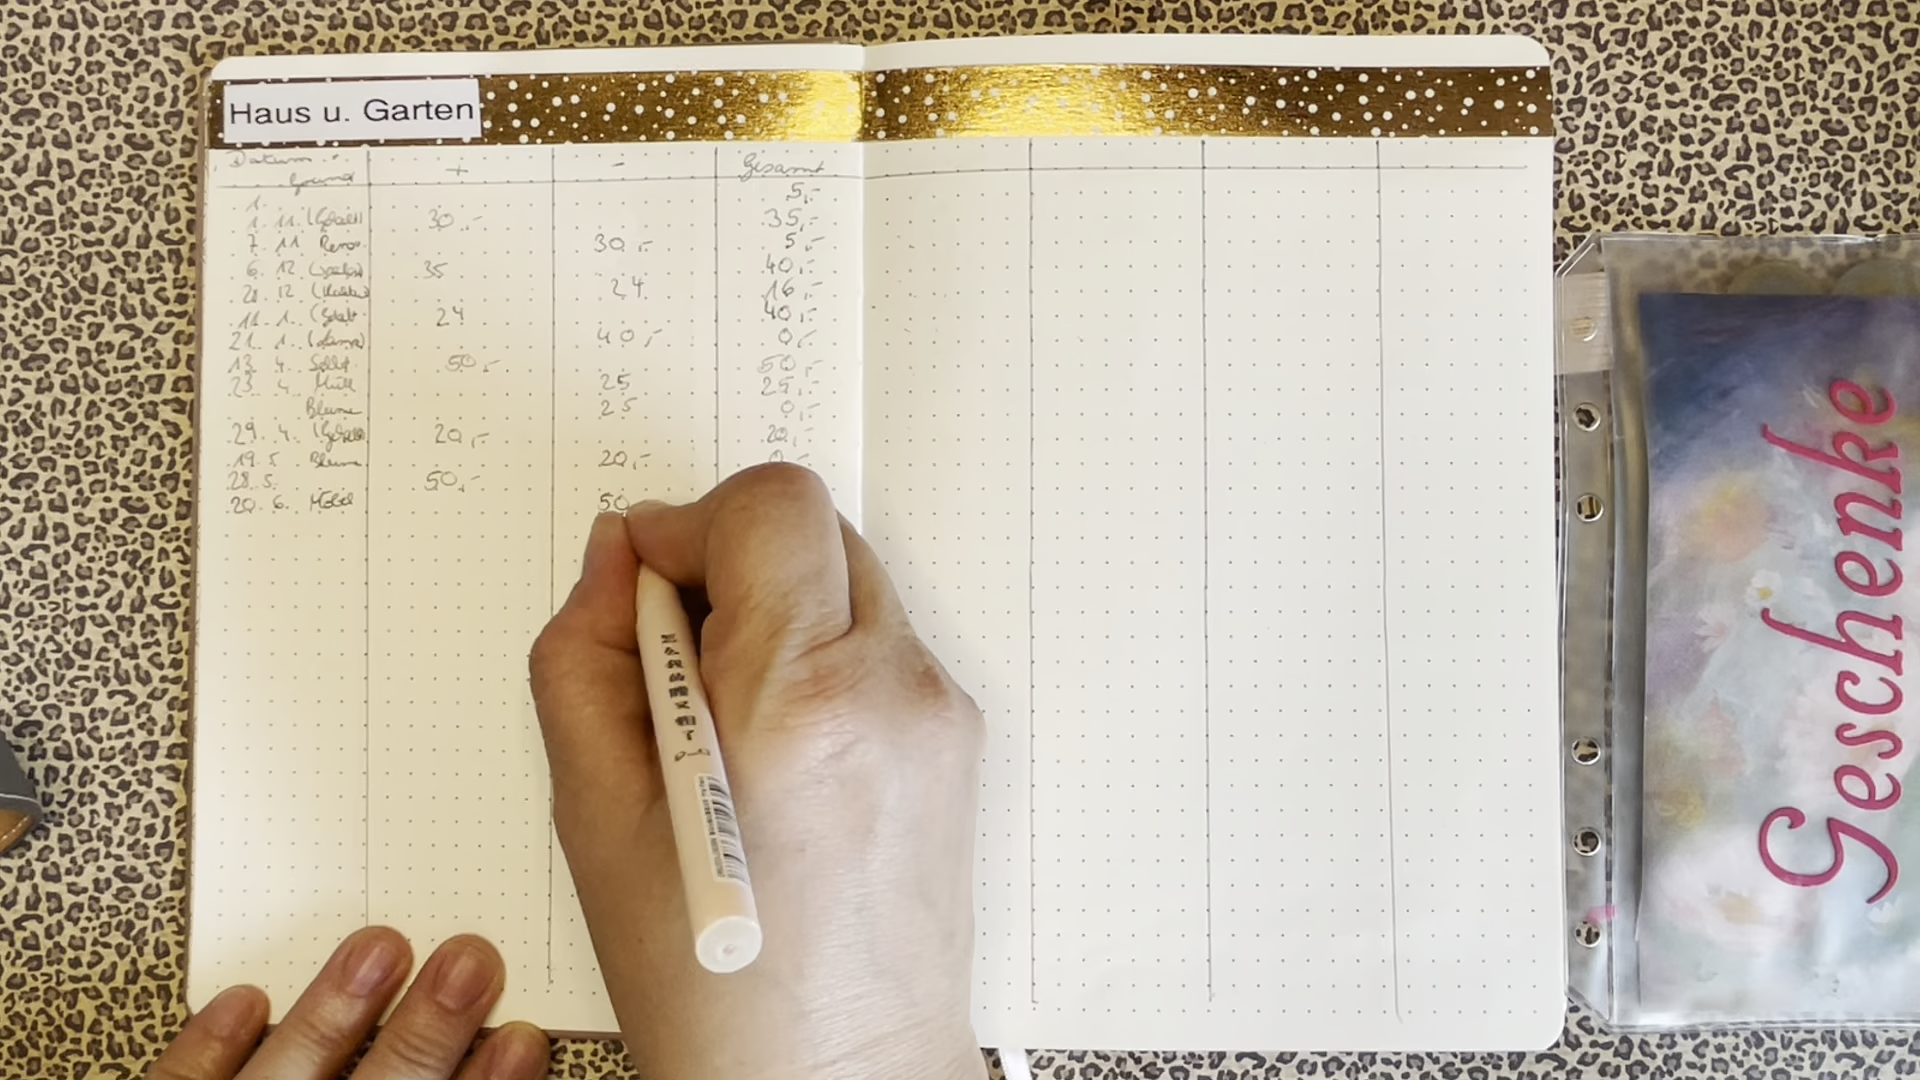 Haus u. Garten
Datum + - Gesamt
Grund
1. 5,-
1. 11. 30,- 35,-
7. 11 30,- 5,-
6. 12 35 40,-
12 24 16,-
11. 1. 24 40,-
21. 1. 40,- 0,-
13. 4. 50,- 50,-
23. 4. Müll 25 25,-
Blume 25 0,-
29. 4. 20,- 20,-
19. 5 Blume 20,- 0,-
28. 5. 50,-
20. 6. Möbel 50
Geschenke